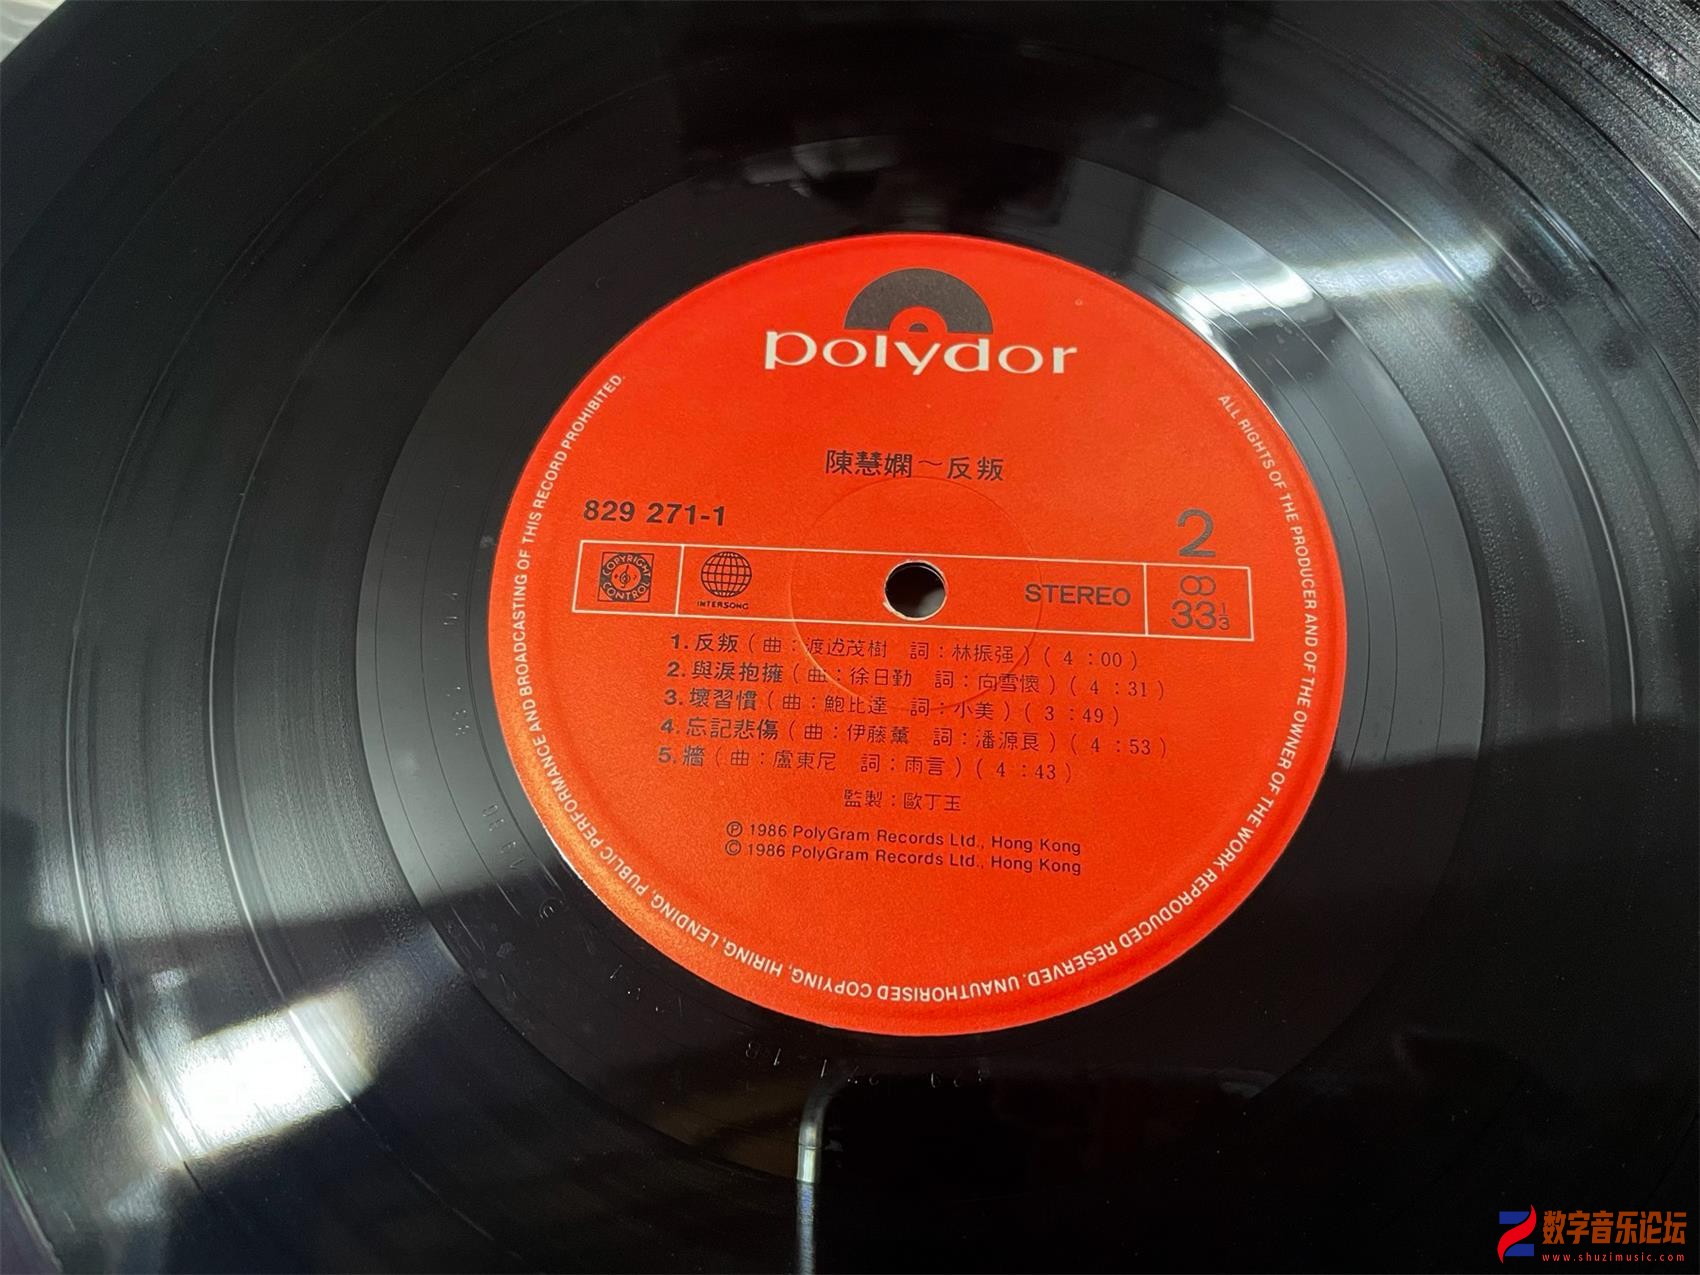 polydor
陳慧嫻～反叛
829 271-1
2
COPYRIGHT CONTROL
INTERSONG
STEREO
33 1/3
1. 反叛（曲：渡边茂樹 詞：林振强）（4：00）
2. 與淚抱擁（曲：徐日勤 詞：向雪懷）（4：31）
3. 壞習慣（曲：鮑比達 詞：小美）（3：49）
4. 忘記悲傷（曲：伊藤薰 詞：潘源良）（4：53）
5. 牆（曲：盧東尼 詞：雨言）（4：43）
監製：歐丁玉
Ⓟ 1986 PolyGram Records Ltd., Hong Kong
© 1986 PolyGram Records Ltd., Hong Kong
ALL RIGHTS OF THE PRODUCER AND OF THE OWNER OF THE WORK REPRODUCED RESERVED. UNAUTHORISED COPYING, HIRING, LENDING, PUBLIC PERFORMANCE AND BROADCASTING OF THIS RECORD PROHIBITED.
数字音乐论坛
www.shuzimusic.com